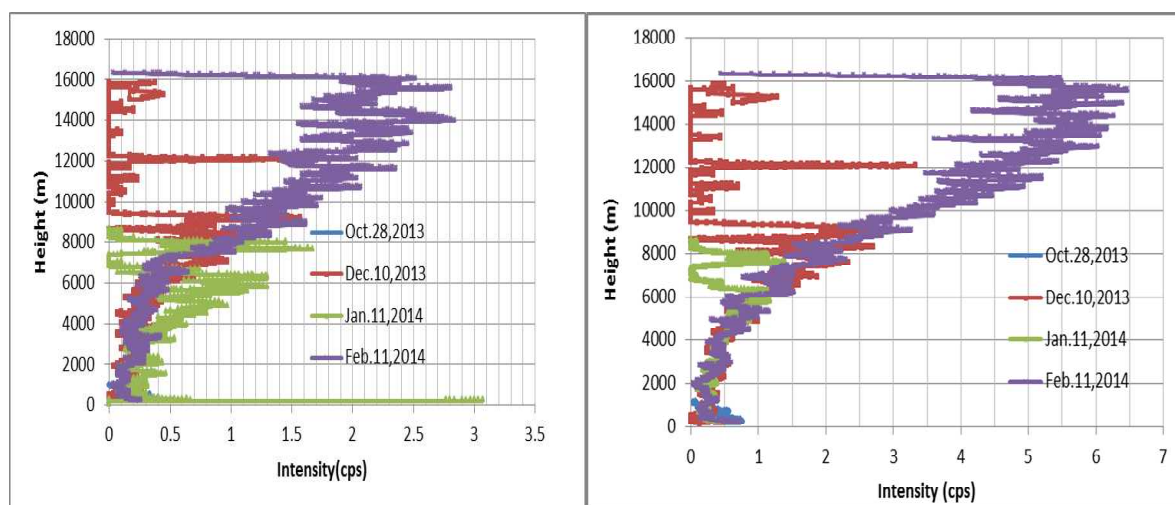 18000
16000
14000
12000
10000
8000
6000
4000
2000
0
Height (m)
0 0.5 1 1.5 2 2.5 3 3.5
Intensity(cps)
Oct.28,2013
Dec.10,2013
Jan.11,2014
Feb.11,2014
18000
16000
14000
12000
10000
8000
6000
4000
2000
0
Height (m)
0 1 2 3 4 5 6 7
Intensity (cps)
Oct.28,2013
Dec.10,2013
Jan.11,2014
Feb.11,2014